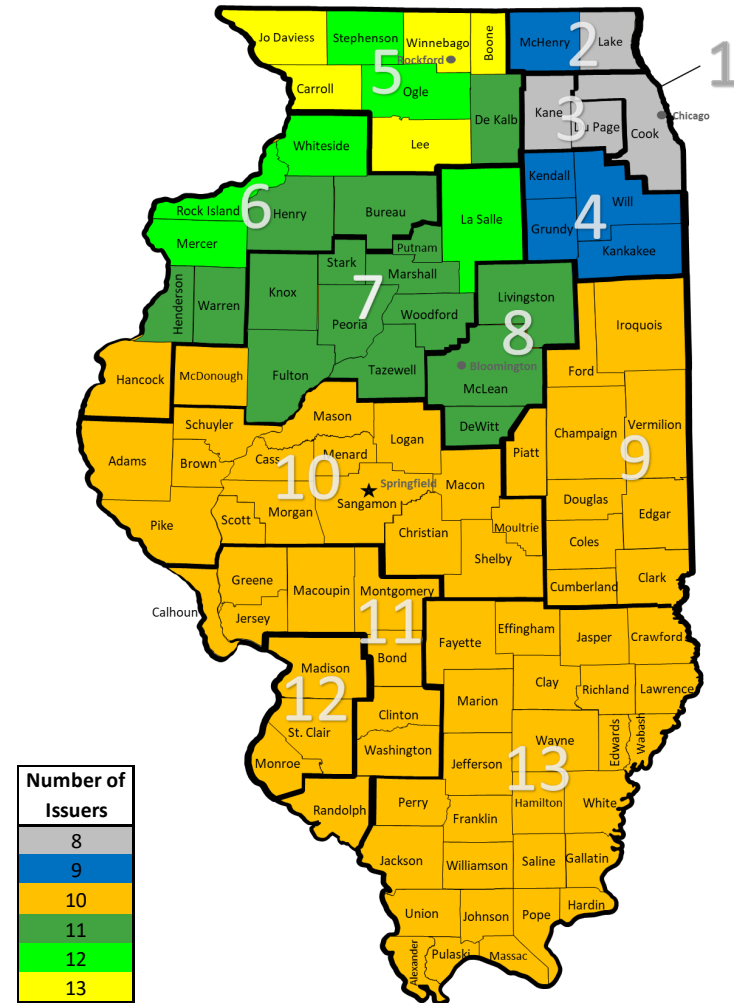 Jo Daviess
Stephenson
Winnebago
Boone
McHenry
Lake
2
1
5
Rockford
Carroll
Ogle
De Kalb
Kane
3
Du Page
Cook
Chicago
Whiteside
Lee
Kendall
Will
Rock Island
6
Henry
Bureau
La Salle
Grundy
4
Kankakee
Mercer
Putnam
Stark
Marshall
Henderson
Warren
Knox
7
Peoria
Woodford
Livingston
8
Iroquois
Hancock
McDonough
Fulton
Tazewell
Bloomington
McLean
Ford
DeWitt
Schuyler
Mason
Logan
Piatt
Champaign
Vermilion
9
Adams
Brown
Cass
Menard
10
Springfield
Macon
Pike
Scott
Morgan
Sangamon
Christian
Moultrie
Douglas
Edgar
Shelby
Coles
Calhoun
Greene
Jersey
Macoupin
Montgomery
Cumberland
Clark
11
Bond
Fayette
Effingham
Jasper
Crawford
Madison
12
St. Clair
Monroe
Clinton
Washington
Marion
Clay
Richland
Lawrence
Wayne
Edwards
Wabash
Jefferson
13
Randolph
Perry
Franklin
Hamilton
White
Jackson
Williamson
Saline
Gallatin
Union
Johnson
Pope
Hardin
Alexander
Pulaski
Massac
Number of
Issuers
8
9
10
11
12
13